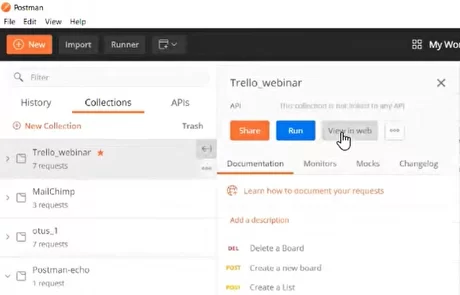 Postman
File Edit View Help
New Import Runner My Wo
Filter
History Collections APIs
New Collection Trash
Trello_webinar
7 requests
MailChimp
3 requests
otus_1
7 requests
Postman-echo
1 request
Trello_webinar
API This collection is not linked to any API
Share Run View in web
Documentation Monitors Mocks Changelog
Learn how to document your requests
Add a description
DEL Delete a Board
POST Create a new board
POST Create a List